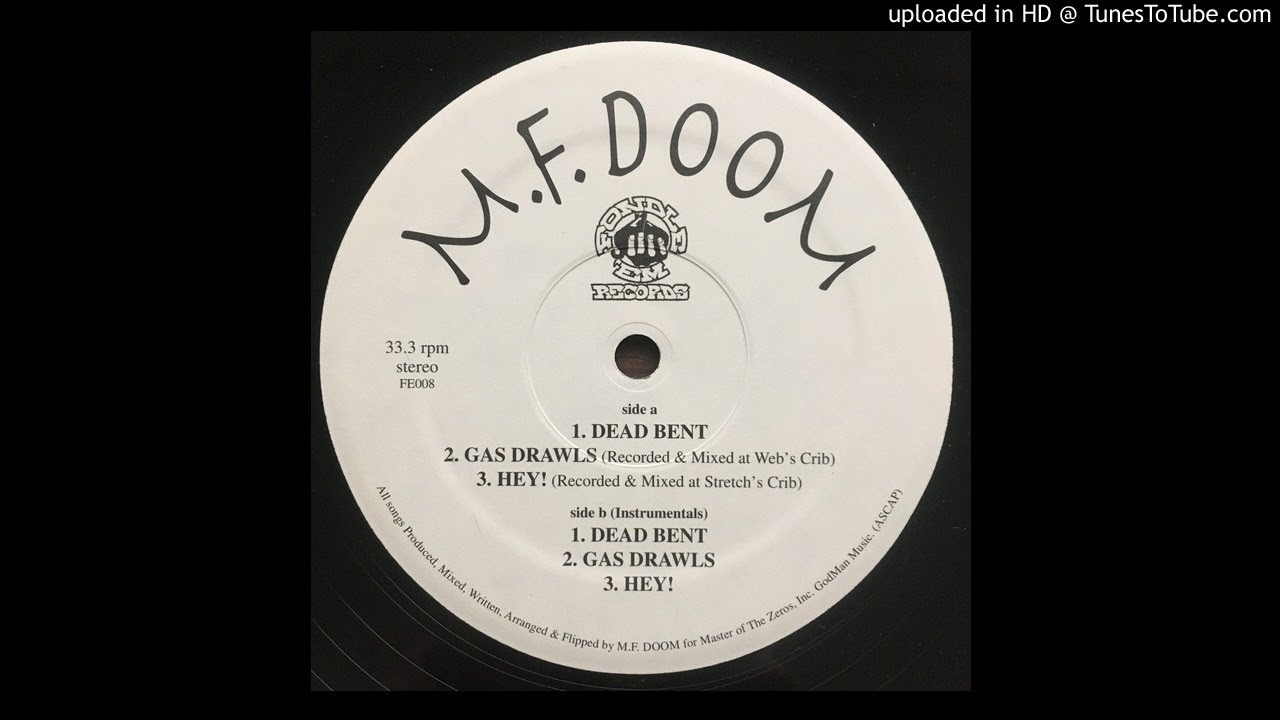 uploaded in HD @ TunesToTube.com
M.F. DOOM
FONDLE
'EM
RECORDS
33.3 rpm
stereo
FE008
side a
1. DEAD BENT
2. GAS DRAWLS (Recorded & Mixed at Web's Crib)
3. HEY! (Recorded & Mixed at Stretch's Crib)
side b (Instrumentals)
1. DEAD BENT
2. GAS DRAWLS
3. HEY!
All songs Produced, Mixed, Written, Arranged & Flipped by M.F. DOOM for Master of The Zeros, Inc. GodMan Music. (ASCAP)